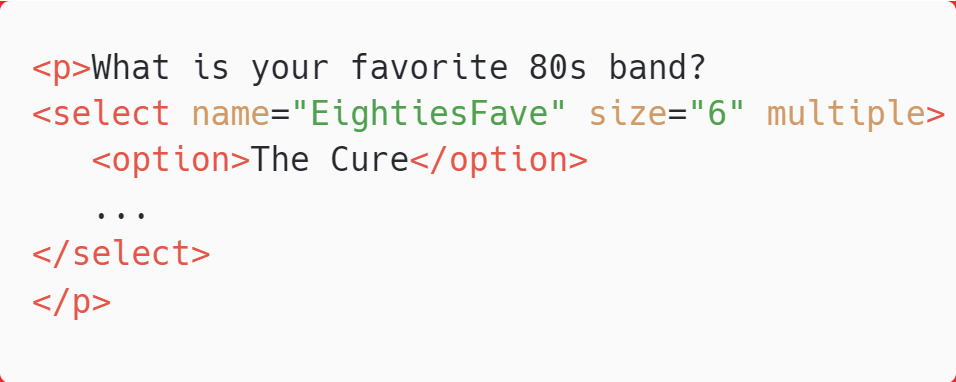 <p>What is your favorite 80s band?
<select name="EightiesFave" size="6" multiple>
   <option>The Cure</option>
   ...
</select>
</p>